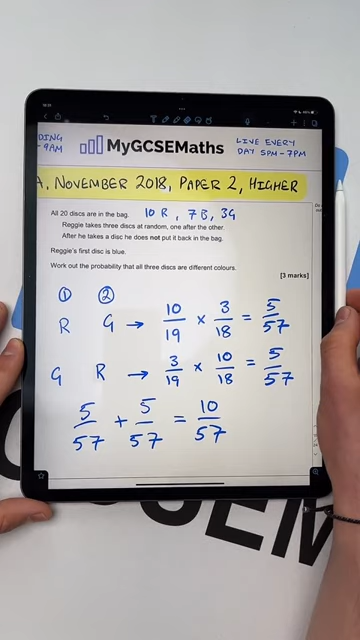 DING
- 9AM
MyGCSEMaths
LIVE EVERY
DAY 5PM-7PM
A, NOVEMBER 2018, PAPER 2, HIGHER
All 20 discs are in the bag. 10 R, 7 B, 3G
Reggie takes three discs at random, one after the other.
After he takes a disc he does not put it back in the bag.
Reggie's first disc is blue.
Work out the probability that all three discs are different colours.
[3 marks]
① ②
R G → 10/19 × 3/18 = 5/57
G R → 3/19 × 10/18 = 5/57
5/57 + 5/57 = 10/57